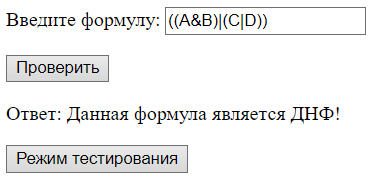 Введите формулу: ((A&B)|(C|D))
Проверить
Ответ: Данная формула является ДНФ!
Режим тестирования